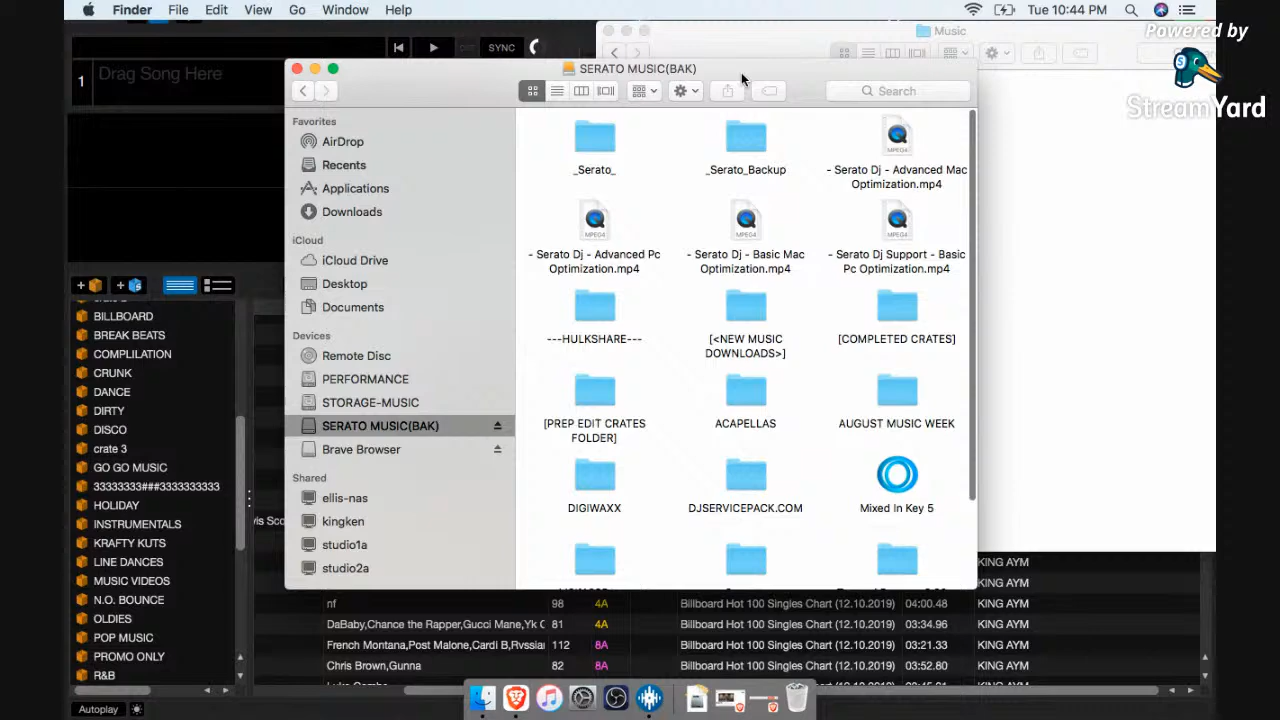 Finder File Edit View Go Window Help
Tue 10:44 PM
Powered by
StreamYard
SYNC
1 Drag Song Here
Music
SERATO MUSIC(BAK)
Search
Favorites
AirDrop
Recents
Applications
Downloads
iCloud
iCloud Drive
Desktop
Documents
Devices
Remote Disc
PERFORMANCE
STORAGE-MUSIC
SERATO MUSIC(BAK)
Brave Browser
Shared
ellis-nas
kingken
studio1a
studio2a
_Serato_
_Serato_Backup
- Serato Dj - Advanced Mac
Optimization.mp4
- Serato Dj - Advanced Pc
Optimization.mp4
- Serato Dj - Basic Mac
Optimization.mp4
- Serato Dj Support - Basic
Pc Optimization.mp4
---HULKSHARE---
[<NEW MUSIC
DOWNLOADS>]
[COMPLETED CRATES]
[PREP EDIT CRATES
FOLDER]
ACAPELLAS
AUGUST MUSIC WEEK
DIGIWAXX
DJSERVICEPACK.COM
Mixed In Key 5
BILLBOARD
BREAK BEATS
COMPLILATION
CRUNK
DANCE
DIRTY
DISCO
crate 3
GO GO MUSIC
33333333###3333333333
HOLIDAY
INSTRUMENTALS
KRAFTY KUTS
LINE DANCES
MUSIC VIDEOS
N.O. BOUNCE
OLDIES
POP MUSIC
PROMO ONLY
R&B
Autoplay
KING AYM
KING AYM
nf 98 4A Billboard Hot 100 Singles Chart (12.10.2019) 04:00.48 KING AYM
DaBaby,Chance the Rapper,Gucci Mane,Yk C 81 4A Billboard Hot 100 Singles Chart (12.10.2019) 03:34.96 KING AYM
French Montana,Post Malone,Cardi B,Rvssian 112 8A Billboard Hot 100 Singles Chart (12.10.2019) 03:21.33 KING AYM
Chris Brown,Gunna 82 8A Billboard Hot 100 Singles Chart (12.10.2019) 03:52.80 KING AYM